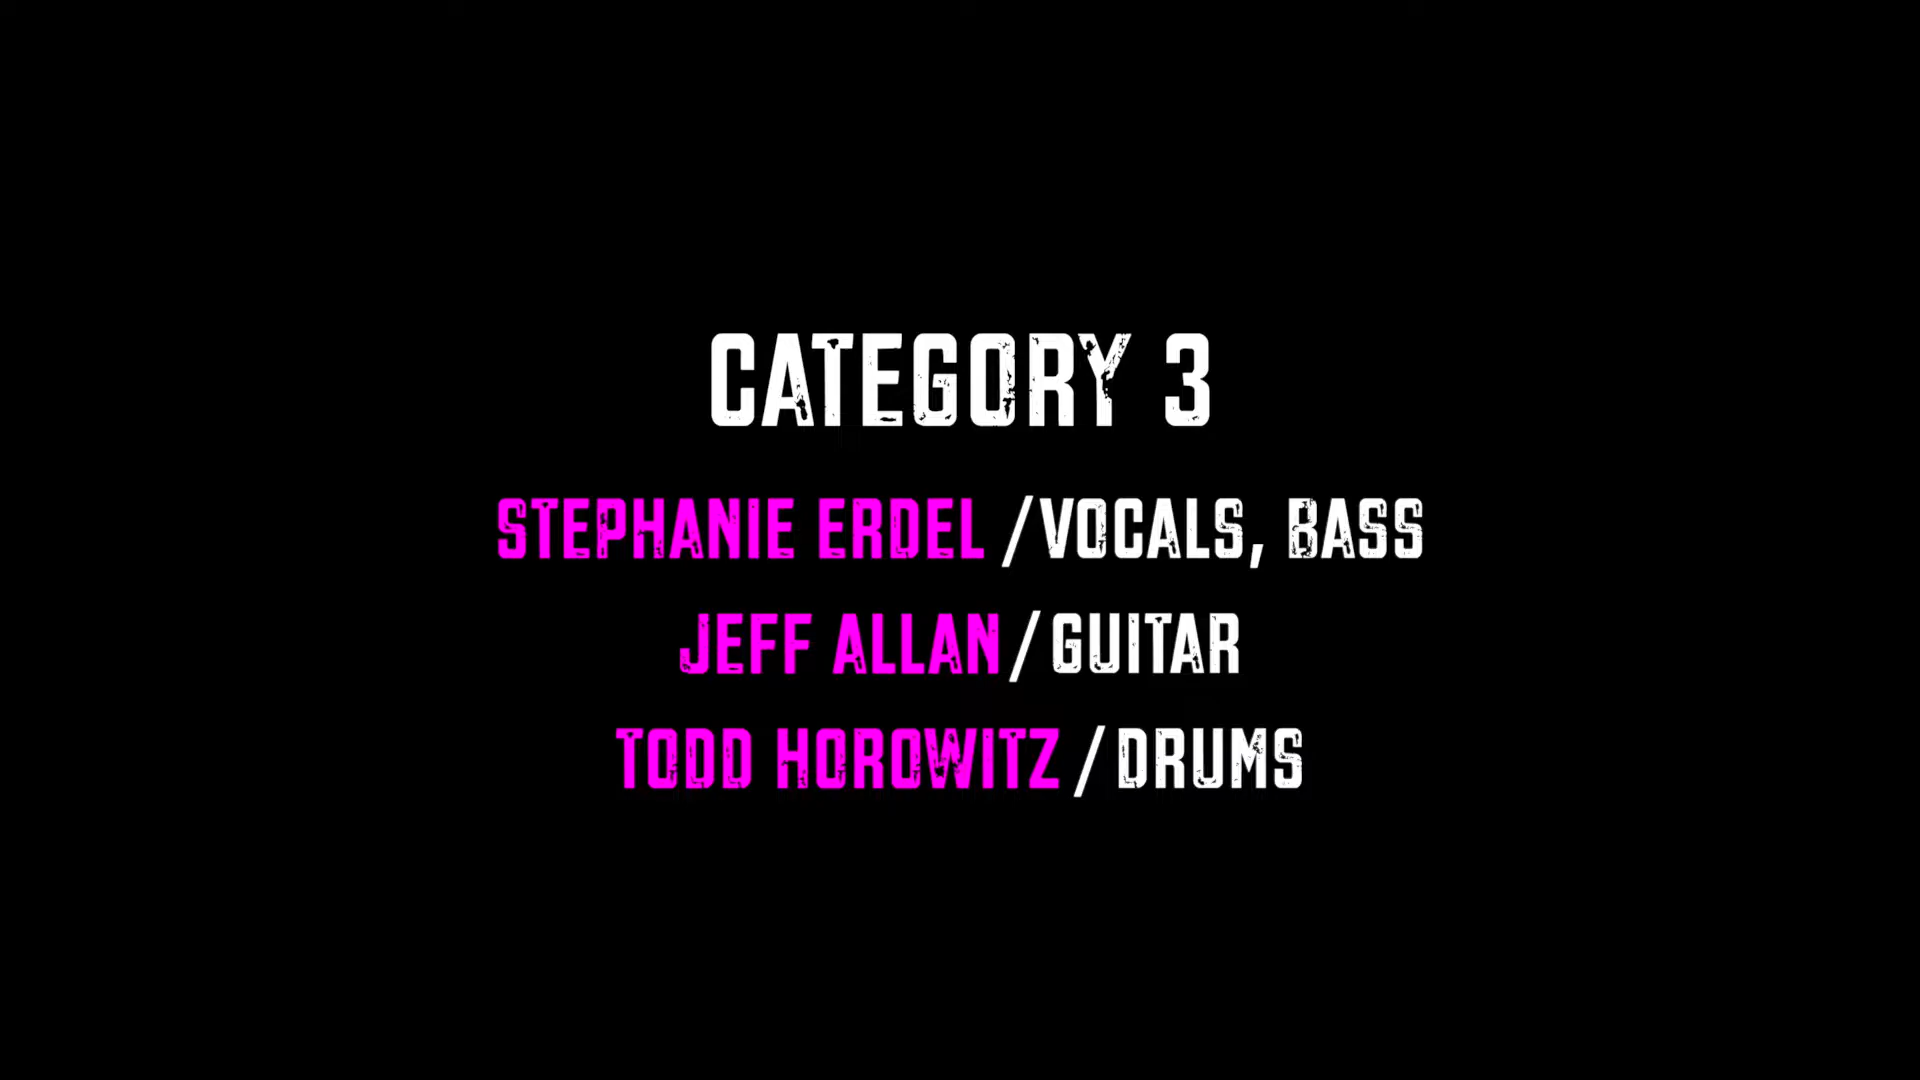 CATEGORY 3
STEPHANIE ERDEL /VOCALS, BASS
JEFF ALLAN/GUITAR
TODD HOROWITZ /DRUMS